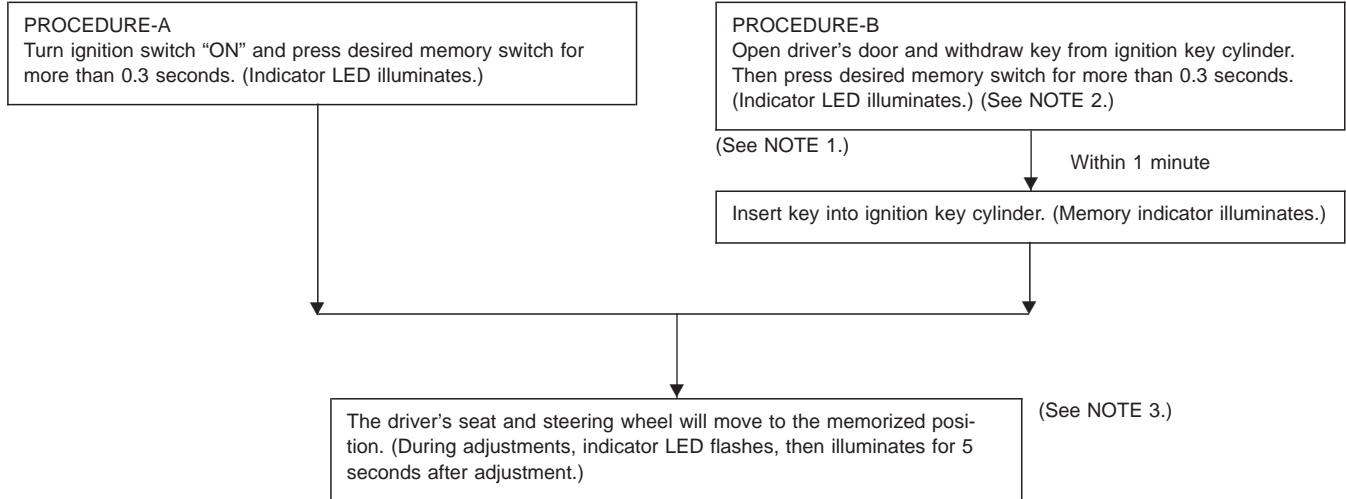 PROCEDURE-A
Turn ignition switch “ON” and press desired memory switch for
more than 0.3 seconds. (Indicator LED illuminates.)
PROCEDURE-B
Open driver’s door and withdraw key from ignition key cylinder.
Then press desired memory switch for more than 0.3 seconds.
(Indicator LED illuminates.) (See NOTE 2.)
(See NOTE 1.)
Within 1 minute
Insert key into ignition key cylinder. (Memory indicator illuminates.)
The driver’s seat and steering wheel will move to the memorized posi-
tion. (During adjustments, indicator LED flashes, then illuminates for 5
seconds after adjustment.)
(See NOTE 3.)